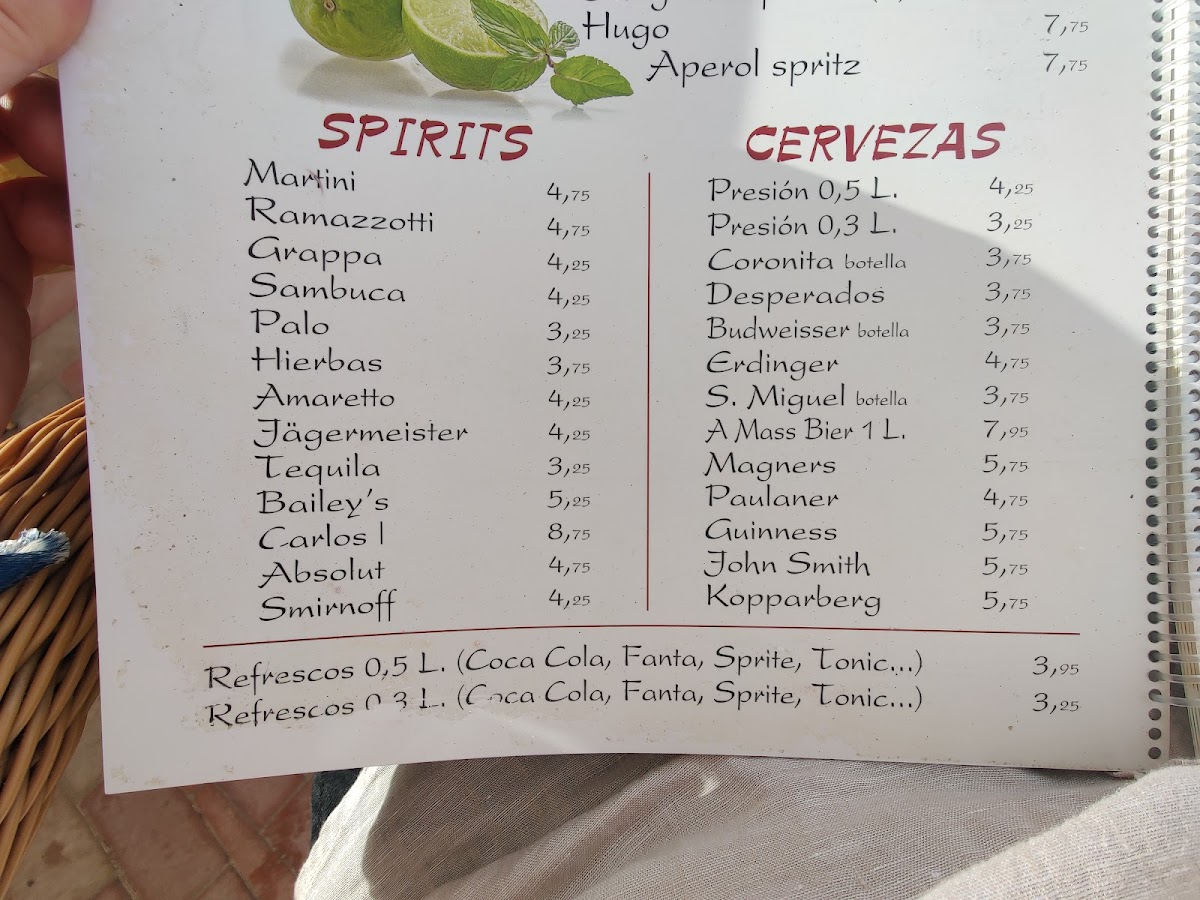 Hugo 7,75
Aperol spritz 7,75
SPIRITS
Martini 4,75
Ramazzotti 4,75
Grappa 4,25
Sambuca 4,25
Palo 3,25
Hierbas 3,75
Amaretto 4,25
Jägermeister 4,25
Tequila 3,25
Bailey's 5,25
Carlos I 8,75
Absolut 4,75
Smirnoff 4,25
CERVEZAS
Presión 0,5 L. 4,25
Presión 0,3 L. 3,25
Coronita botella 3,75
Desperados 3,75
Budweisser botella 3,75
Erdinger 4,75
S. Miguel botella 3,75
A Mass Bier 1 L. 7,95
Magners 5,75
Paulaner 4,75
Guinness 5,75
John Smith 5,75
Kopparberg 5,75
Refrescos 0,5 L. (Coca Cola, Fanta, Sprite, Tonic...) 3,95
Refrescos 0,3 L. (Coca Cola, Fanta, Sprite, Tonic...) 3,25